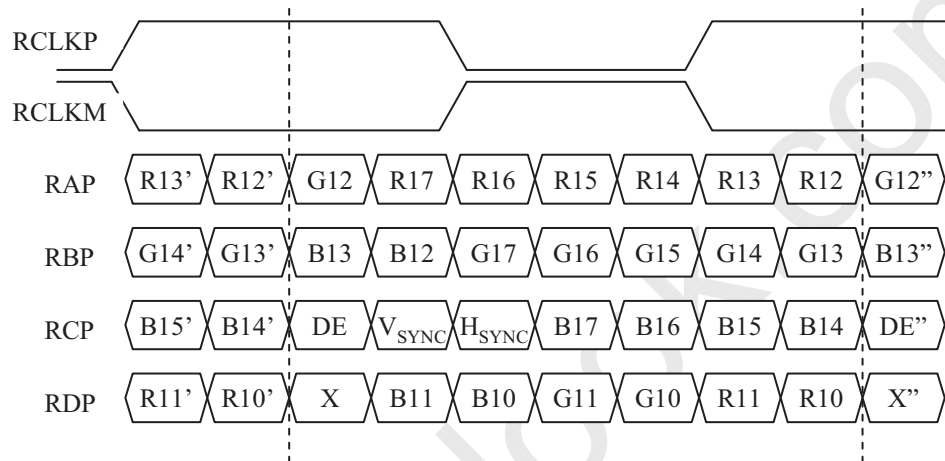 RCLKP
RCLKM
RAP R13’ R12’ G12 R17 R16 R15 R14 R13 R12 G12”
RBP G14’ G13’ B13 B12 G17 G16 G15 G14 G13 B13”
RCP B15’ B14’ DE VSYNC HSYNC B17 B16 B15 B14 DE”
RDP R11’ R10’ X B11 B10 G11 G10 R11 R10 X”